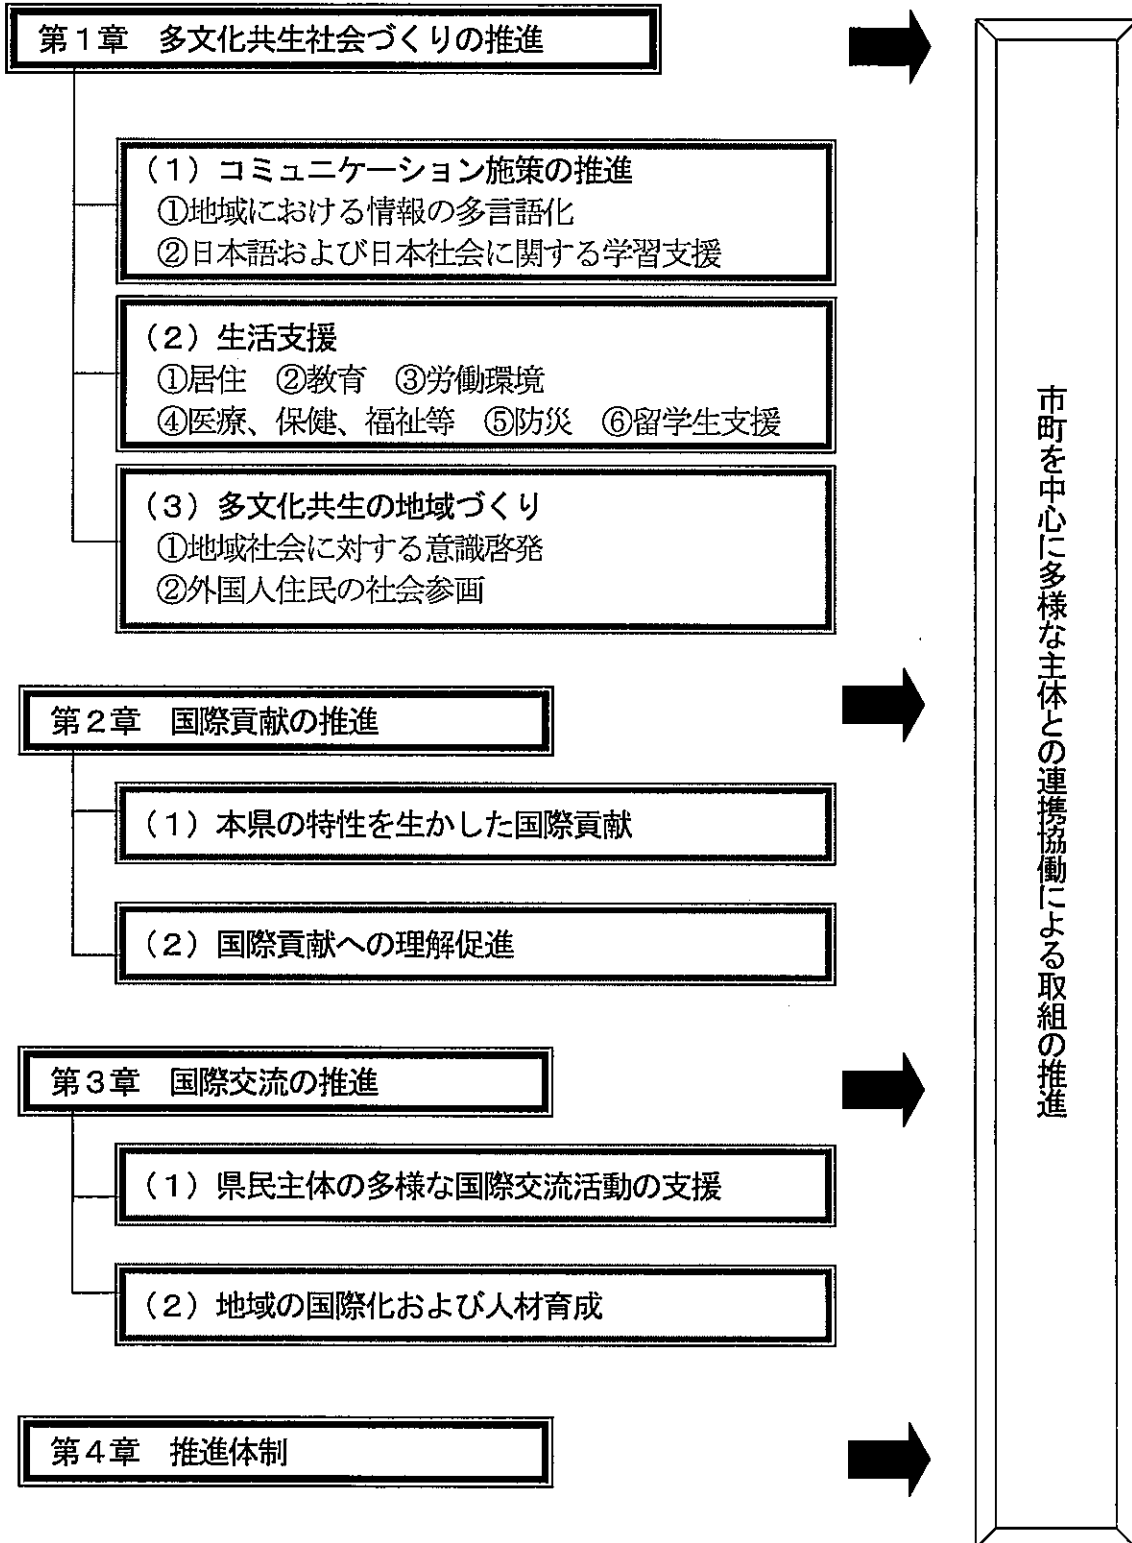 第1章　多文化共生社会づくりの推進
（1）コミュニケーション施策の推進
①地域における情報の多言語化
②日本語および日本社会に関する学習支援
（2）生活支援
①居住　②教育　③労働環境
④医療、保健、福祉等　⑤防災　⑥留学生支援
（3）多文化共生の地域づくり
①地域社会に対する意識啓発
②外国人住民の社会参画
第2章　国際貢献の推進
（1）本県の特性を生かした国際貢献
（2）国際貢献への理解促進
第3章　国際交流の推進
（1）県民主体の多様な国際交流活動の支援
（2）地域の国際化および人材育成
第4章　推進体制
市町を中心に多様な主体との連携協働による取組の推進